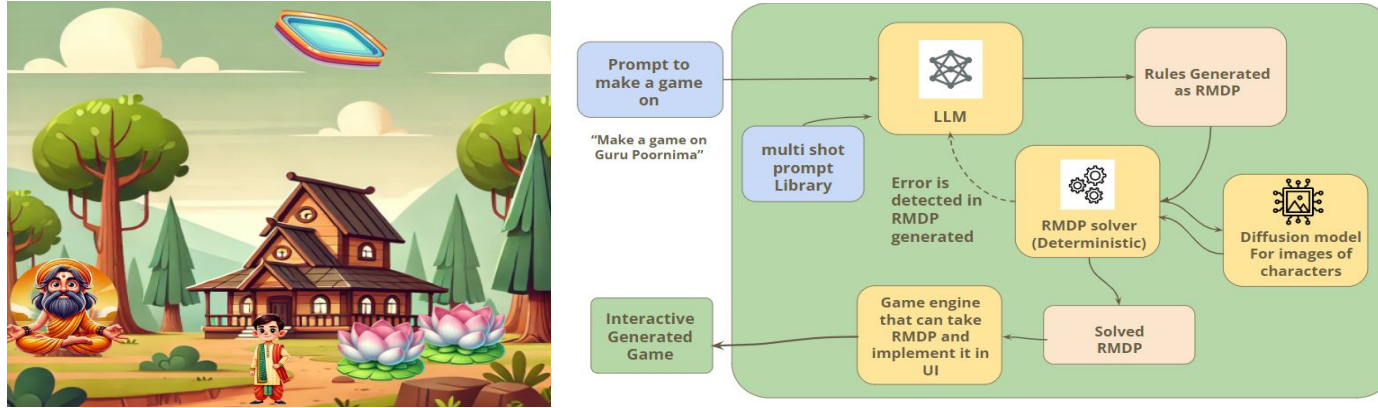 Prompt to
make a game
on
“Make a game on
Guru Poornima”
multi shot
prompt
Library
LLM
Rules Generated
as RMDP
Error is
detected in
RMDP
generated
RMDP solver
(Deterministic)
Diffusion model
For images of
characters
Interactive
Generated
Game
Game engine
that can take
RMDP and
implement it in
UI
Solved
RMDP